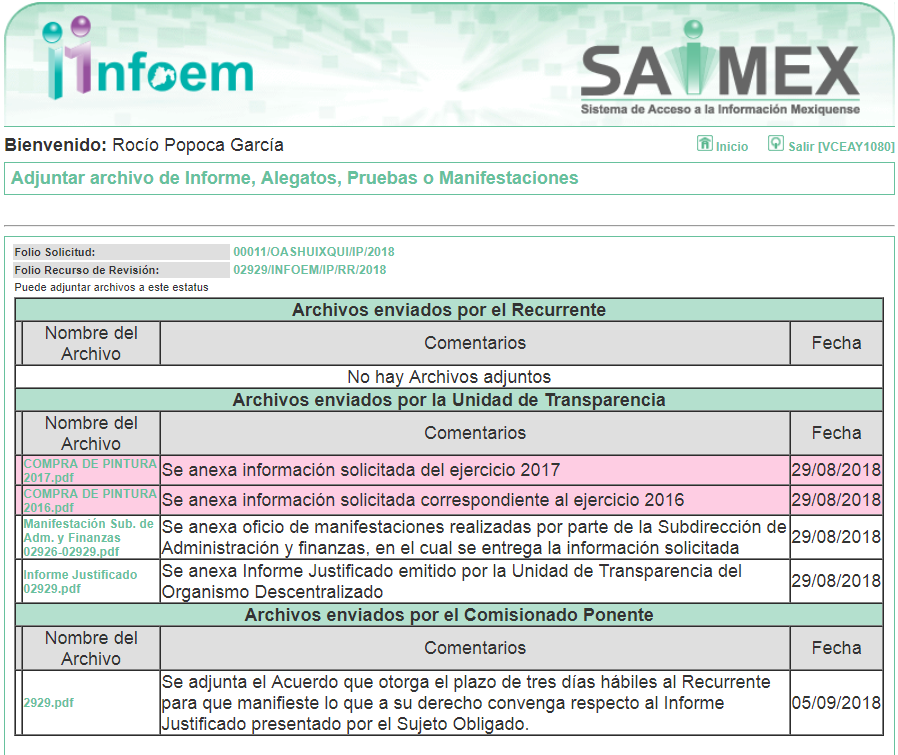 infoem
SAIMEX
Sistema de Acceso a la Información Mexiquense
Bienvenido: Rocío Popoca García
Inicio
Salir [VCEAY1080]
Adjuntar archivo de Informe, Alegatos, Pruebas o Manifestaciones
Folio Solicitud: 00011/OASHUIXQUI/IP/2018
Folio Recurso de Revisión: 02929/INFOEM/IP/RR/2018
Puede adjuntar archivos a este estatus
Archivos enviados por el Recurrente
Nombre del
Archivo
Comentarios
Fecha
No hay Archivos adjuntos
Archivos enviados por la Unidad de Transparencia
Nombre del
Archivo
Comentarios
Fecha
COMPRA DE PINTURA
2017.pdf
Se anexa información solicitada del ejercicio 2017
29/08/2018
COMPRA DE PINTURA
2016.pdf
Se anexa información solicitada correspondiente al ejercicio 2016
29/08/2018
Manifestación Sub. de
Adm. y Finanzas
02926-02929.pdf
Se anexa oficio de manifestaciones realizadas por parte de la Subdirección de
Administración y finanzas, en el cual se entrega la información solicitada
29/08/2018
Informe Justificado
02929.pdf
Se anexa Informe Justificado emitido por la Unidad de Transparencia del
Organismo Descentralizado
29/08/2018
Archivos enviados por el Comisionado Ponente
Nombre del
Archivo
Comentarios
Fecha
2929.pdf
Se adjunta el Acuerdo que otorga el plazo de tres días hábiles al Recurrente
para que manifieste lo que a su derecho convenga respecto al Informe
Justificado presentado por el Sujeto Obligado.
05/09/2018